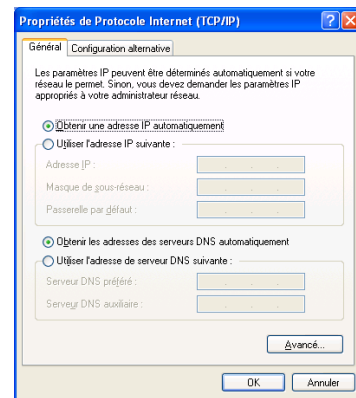 Propriétés de Protocole Internet (TCP/IP)
Général
Configuration alternative
Les paramètres IP peuvent être déterminés automatiquement si votre
réseau le permet. Sinon, vous devez demander les paramètres IP
appropriés à votre administrateur réseau.
Obtenir une adresse IP automatiquement
Utiliser l'adresse IP suivante :
Adresse IP :
Masque de sous-réseau :
Passerelle par défaut :
Obtenir les adresses des serveurs DNS automatiquement
Utiliser l'adresse de serveur DNS suivante :
Serveur DNS préféré :
Serveur DNS auxiliaire :
Avancé...
OK
Annuler